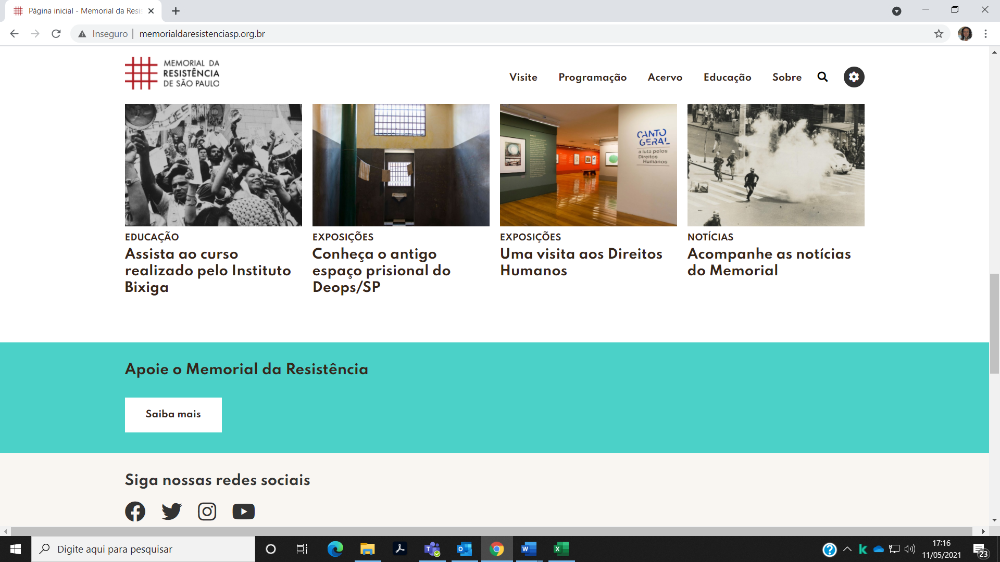 Página inicial - Memorial da Resis
Inseguro
memorialdaresistenciasp.org.br
MEMORIAL DA
RESISTÊNCIA
DE SÃO PAULO
Visite
Programação
Acervo
Educação
Sobre
CANTO
GERAL
a luta pelos
Direitos
Humanos
EDUCAÇÃO
Assista ao curso
realizado pelo Instituto
Bixiga
EXPOSIÇÕES
Conheça o antigo
espaço prisional do
Deops/SP
EXPOSIÇÕES
Uma visita aos Direitos
Humanos
NOTÍCIAS
Acompanhe as notícias
do Memorial
Apoie o Memorial da Resistência
Saiba mais
Siga nossas redes sociais
Digite aqui para pesquisar
17:16
11/05/2021
23